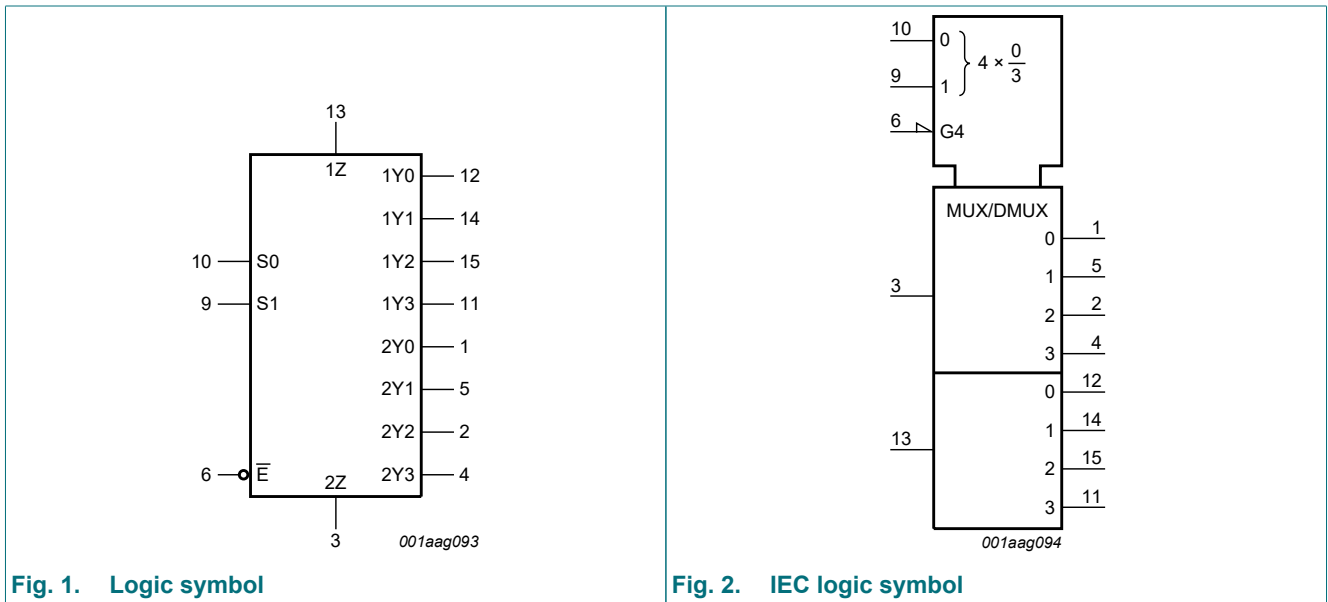 13
1Z
1Y0 12
1Y1 14
10 S0 1Y2 15
9 S1 1Y3 11
2Y0 1
2Y1 5
2Y2 2
6 E̅ 2Z 2Y3 4
3
001aag093
Fig. 1. Logic symbol
10 0
4 × 0/3
9 1
6 G4
MUX/DMUX
0 1
1 5
3
2 2
3 4
0 12
1 14
13
2 15
3 11
001aag094
Fig. 2. IEC logic symbol